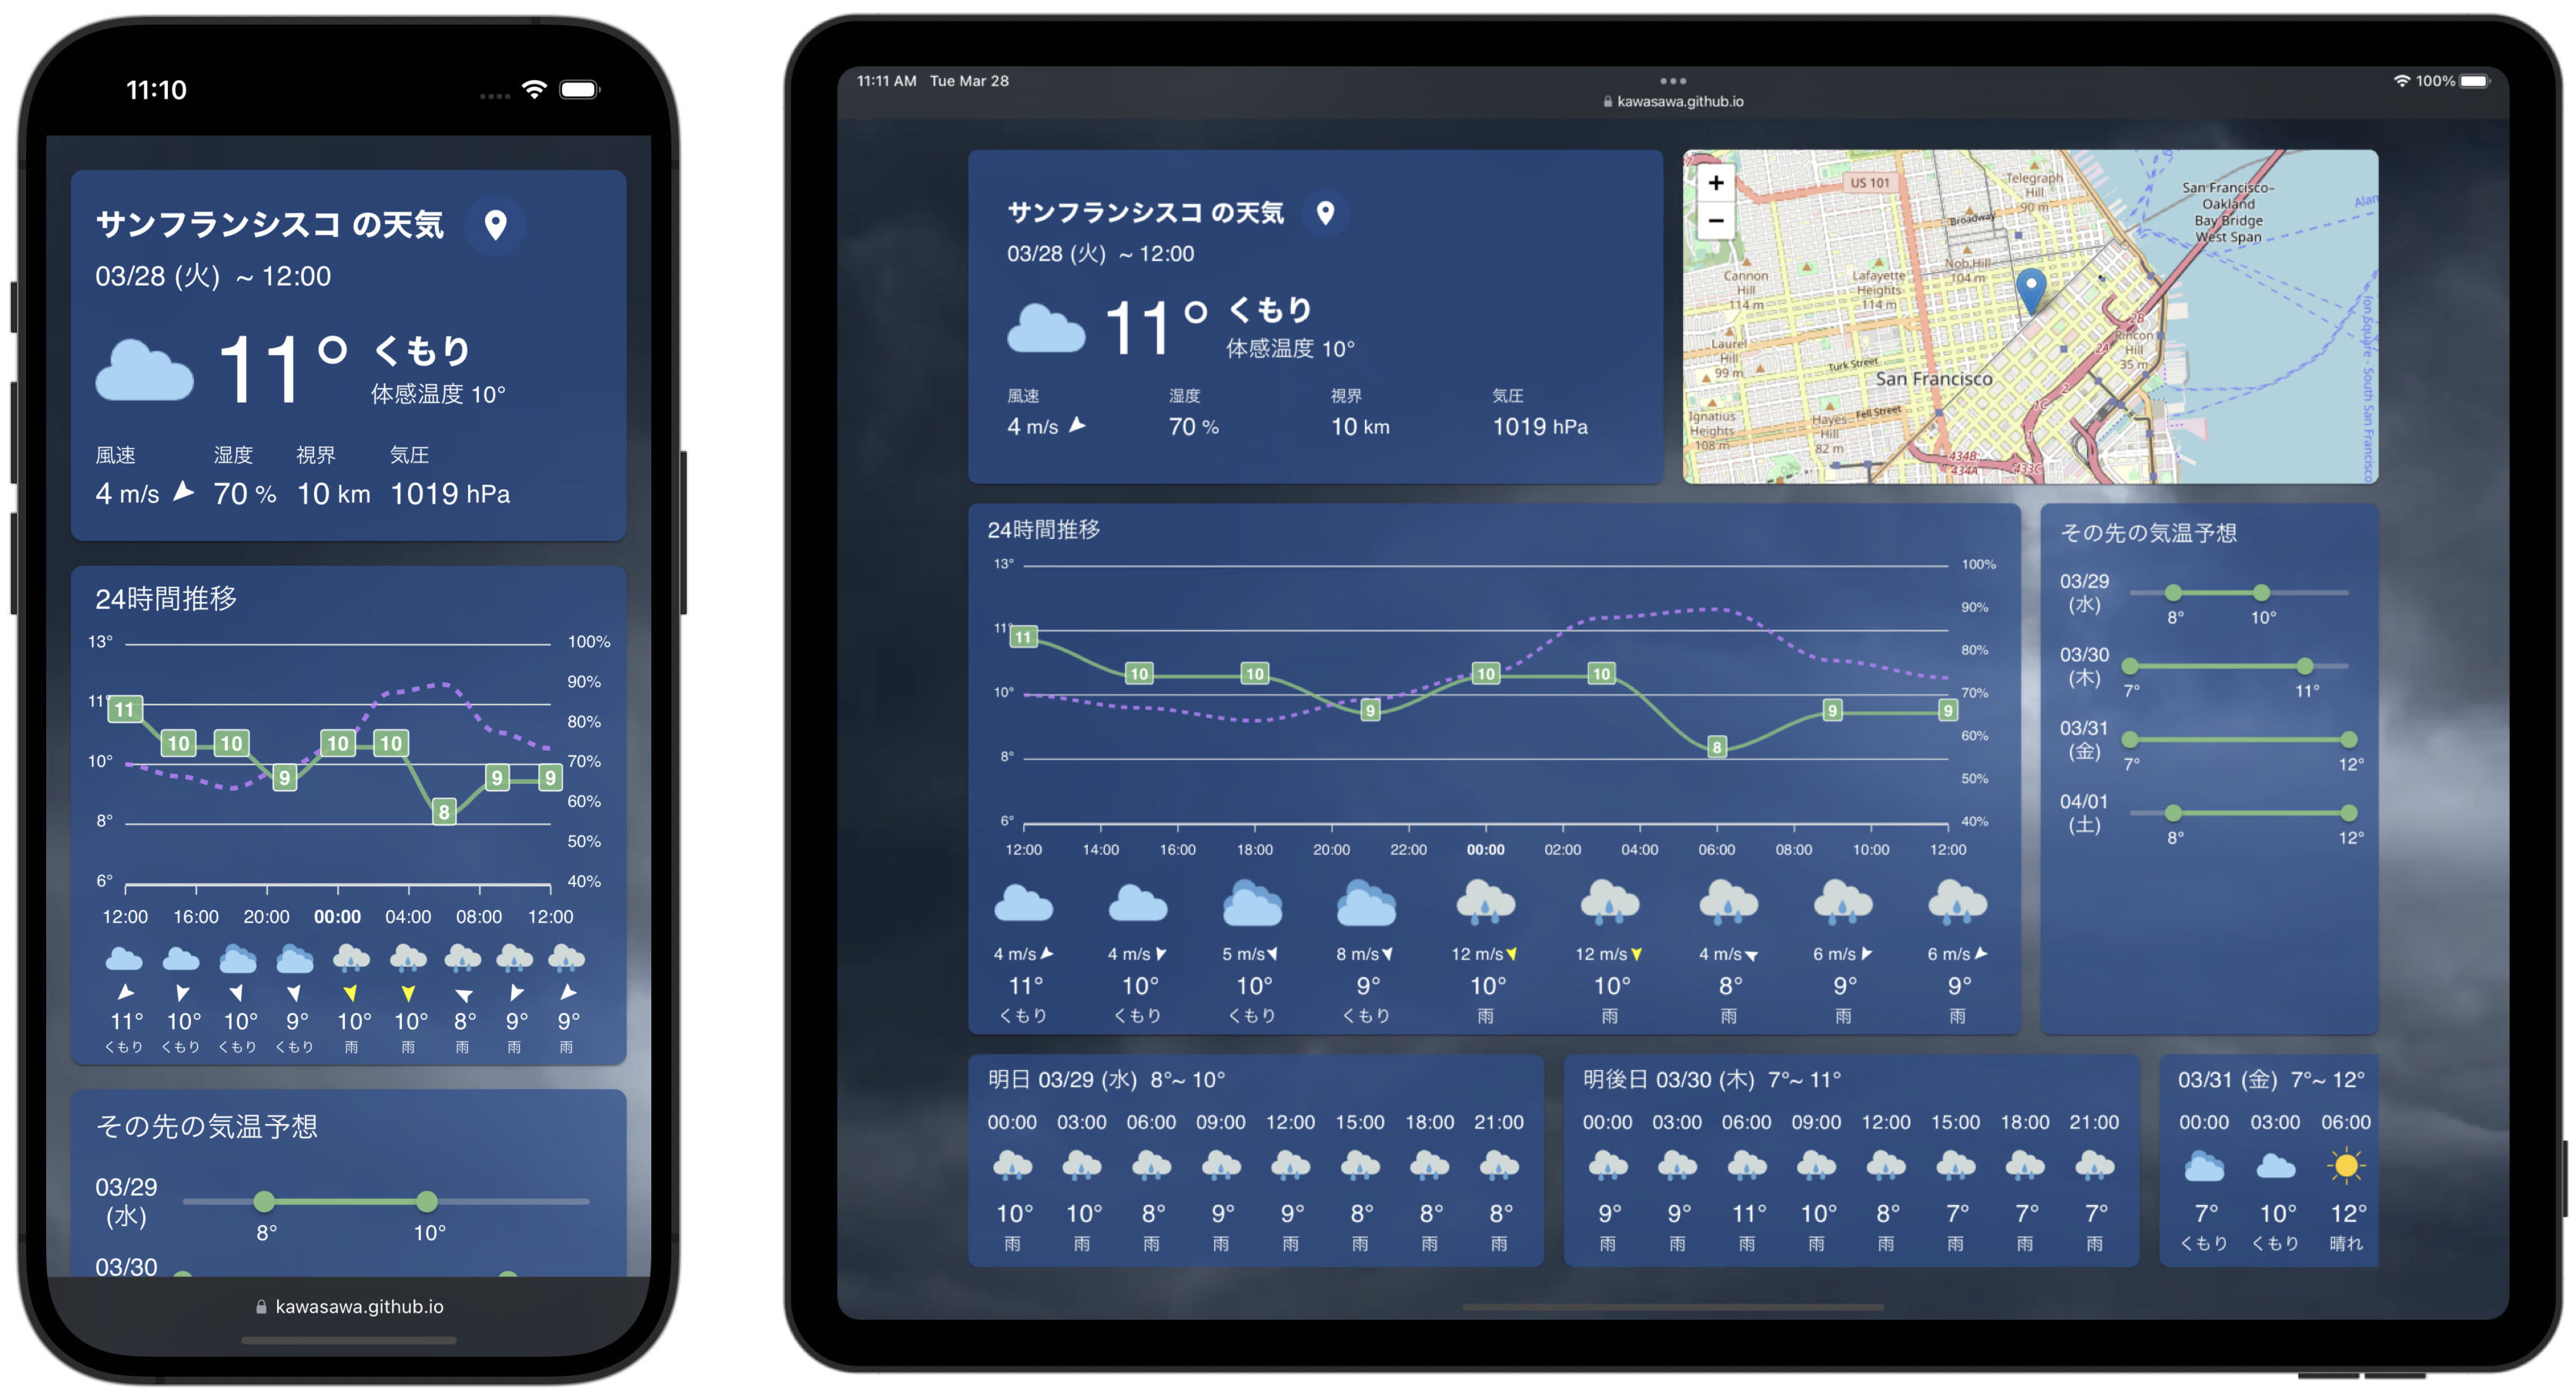 11:10
サンフランシスコ の天気
03/28 (火) ~ 12:00
11° くもり
体感温度 10°
風速 湿度 視界 気圧
4 m/s 70 % 10 km 1019 hPa
24時間推移
13° 100%
90%
11° 11
80%
10 10 10 10
10° 9 9 9 70%
8 60%
8°
50%
6° 40%
12:00 16:00 20:00 00:00 04:00 08:00 12:00
11° 10° 10° 9° 10° 10° 8° 9° 9°
くもり くもり くもり くもり 雨 雨 雨 雨 雨
その先の気温予想
03/29
(水)
8° 10°
03/30
kawasawa.github.io
11:11 AM Tue Mar 28
100%
kawasawa.github.io
サンフランシスコ の天気
03/28 (火) ~ 12:00
11° くもり
体感温度 10°
風速 湿度 視界 気圧
4 m/s 70 % 10 km 1019 hPa
+
−
US 101
Telegraph
Hill
90 m
Broadway
San Francisco–
Oakland
Bay Bridge
West Span
Alan
Nob Hill
104 m
Cannon
Hill
114 m
Lafayette
Heights
114 m
Laurel
Hill
99 m
Turk Street
San Francisco
2B
2A
Rincon
Hill
35 m
2
1C
1
Ignatius
Heights
108 m
Hayes
Hill
82 m
Fell Street
434B
434A
433C
ion Square - South San Francisco
24時間推移
13° 100%
90%
11° 11
80%
10 10 10 10
10° 70%
9 9 9
60%
8
8°
50%
6° 40%
12:00 14:00 16:00 18:00 20:00 22:00 00:00 02:00 04:00 06:00 08:00 10:00 12:00
4 m/s 4 m/s 5 m/s 8 m/s 12 m/s 12 m/s 4 m/s 6 m/s 6 m/s
11° 10° 10° 9° 10° 10° 8° 9° 9°
くもり くもり くもり くもり 雨 雨 雨 雨 雨
その先の気温予想
03/29
(水)
8° 10°
03/30
(木)
7° 11°
03/31
(金)
7° 12°
04/01
(土)
8° 12°
明日 03/29 (水) 8°~ 10°
00:00 03:00 06:00 09:00 12:00 15:00 18:00 21:00
10° 10° 8° 9° 9° 8° 8° 8°
雨 雨 雨 雨 雨 雨 雨 雨
明後日 03/30 (木) 7°~ 11°
00:00 03:00 06:00 09:00 12:00 15:00 18:00 21:00
9° 9° 11° 10° 8° 7° 7° 7°
雨 雨 雨 雨 雨 雨 雨 雨
03/31 (金) 7°~ 12°
00:00 03:00 06:00
7° 10° 12°
くもり くもり 晴れ